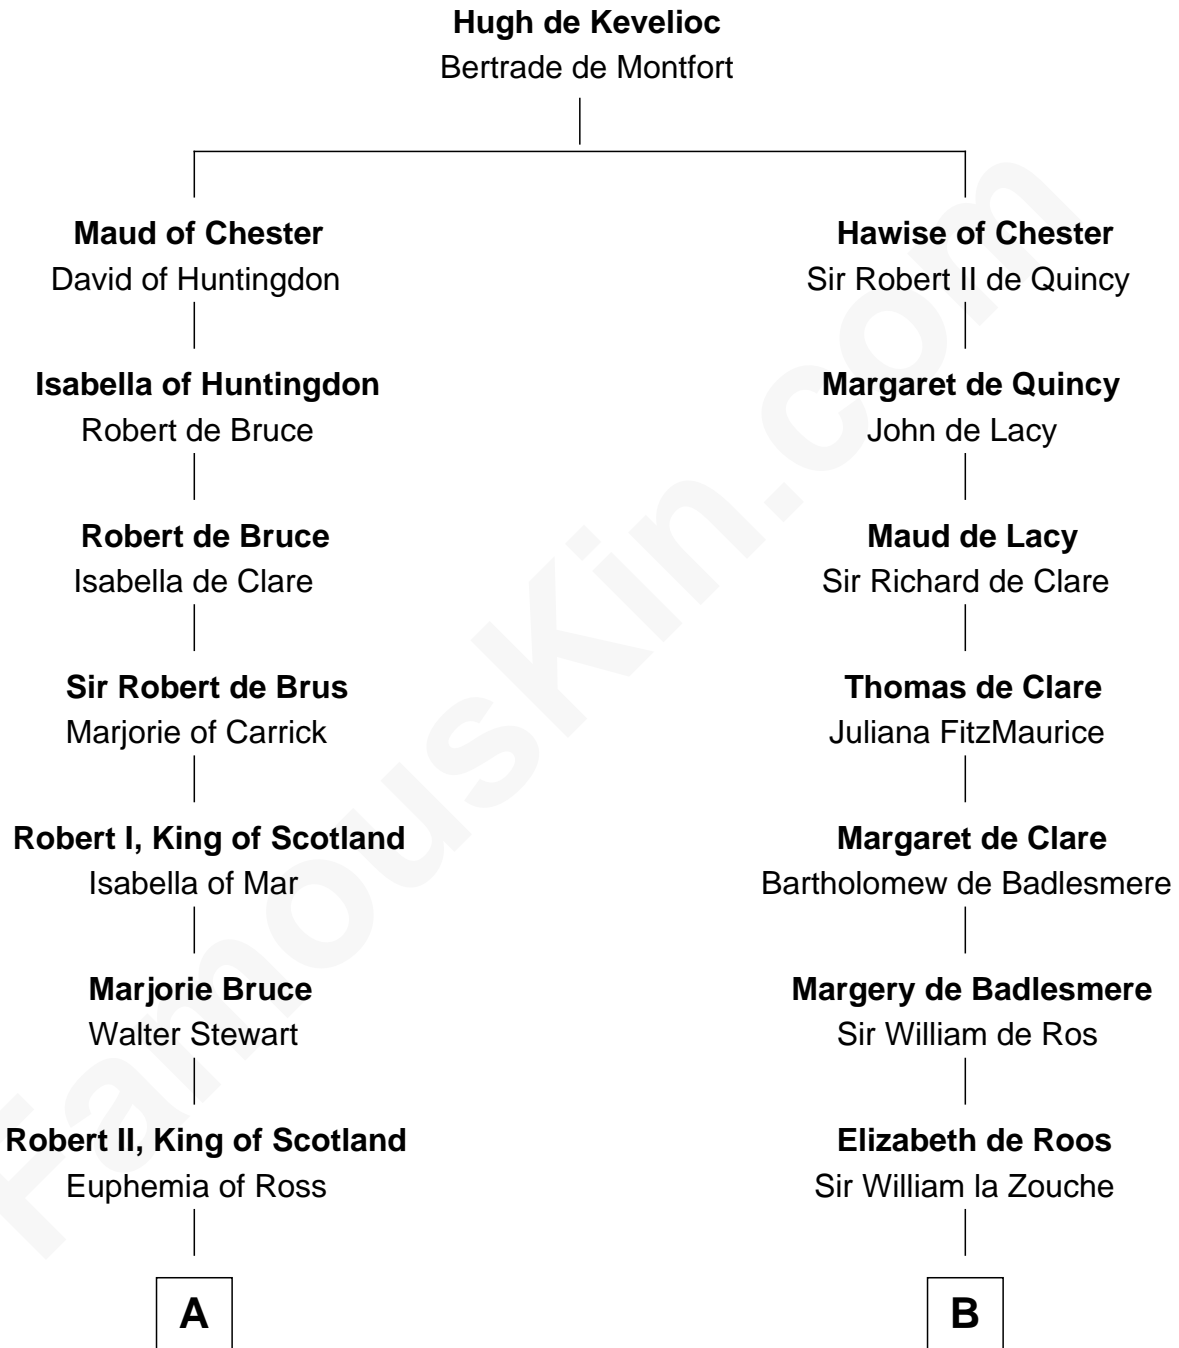 Hugh de Kevelioc
Bertrade de Montfort
Maud of Chester
David of Huntingdon
Isabella of Huntingdon
Robert de Bruce
Robert de Bruce
Isabella de Clare
Sir Robert de Brus
Marjorie of Carrick
Robert I, King of Scotland
Isabella of Mar
Marjorie Bruce
Walter Stewart
Robert II, King of Scotland
Euphemia of Ross
A
Hawise of Chester
Sir Robert II de Quincy
Margaret de Quincy
John de Lacy
Maud de Lacy
Sir Richard de Clare
Thomas de Clare
Juliana FitzMaurice
Margaret de Clare
Bartholomew de Badlesmere
Margery de Badlesmere
Sir William de Ros
Elizabeth de Roos
Sir William la Zouche
B
FamousKin.com